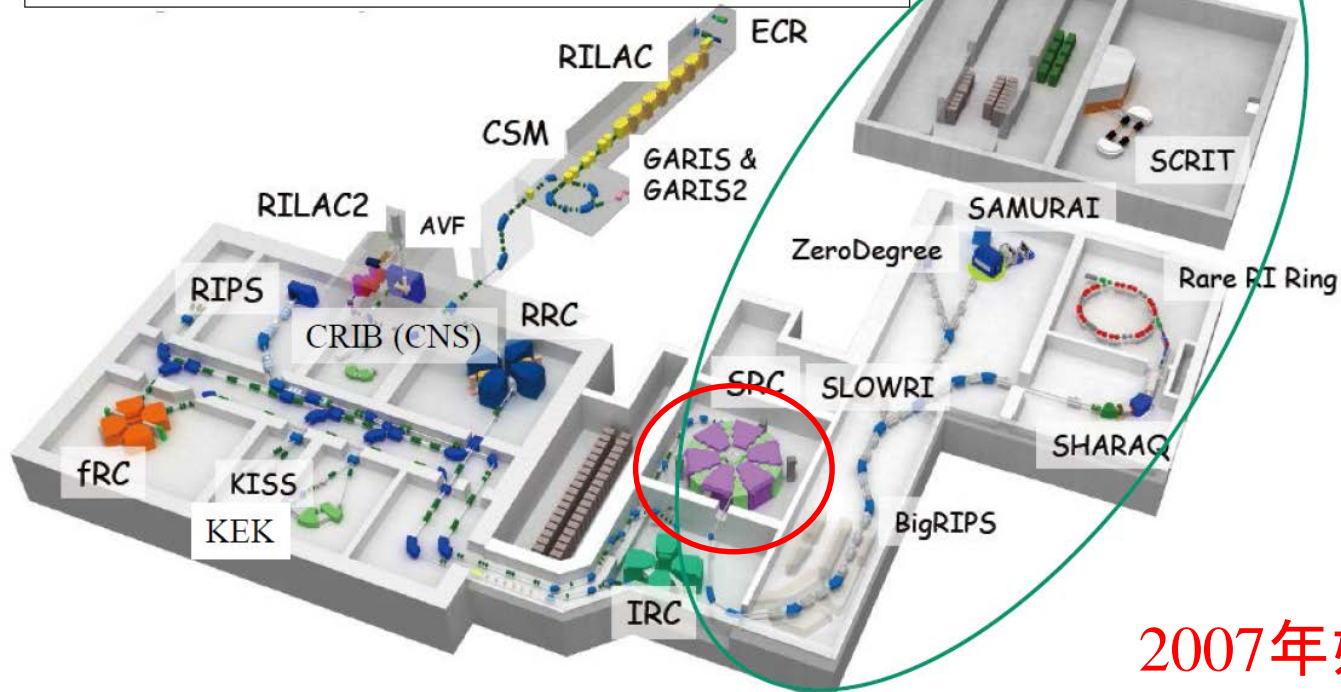 ECR
RILAC
CSM
GARIS &
GARIS2
SCRIT
RILAC2
AVF
SAMURAI
ZeroDegree
Rare RI Ring
RIPS
CRIB (CNS)
RRC
SRC
SLOWRI
SHARAQ
fRC
KISS
KEK
BigRIPS
IRC
2007年